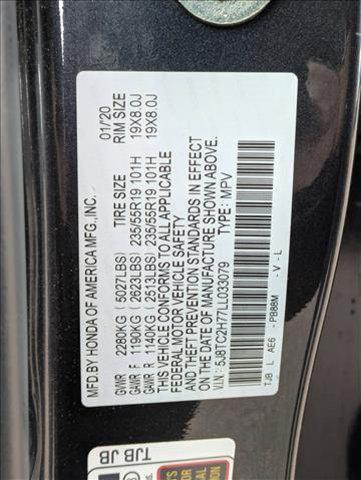 MFD.BY HONDA OF AMERICA MFG.,INC. 01/20
TIRE SIZE RIM SIZE
GVWR 2280KG (5027LBS)
GAWR F 1190KG (2623LBS) 235/55R19 101H 19X8.0J
GAWR R 1140KG (2513LBS) 235/55R19 101H 19X8.0J
THIS VEHICLE CONFORMS TO ALL APPLICABLE
FEDERAL MOTOR VEHICLE SAFETY
AND THEFT PREVENTION STANDARDS IN EFFECT
ON THE DATE OF MANUFACTURE SHOWN ABOVE.
V.I.N.: 5J8TC2H77LL033079 TYPE: MPV
TJB L AE6 -PB88M -V-L
TJB JB